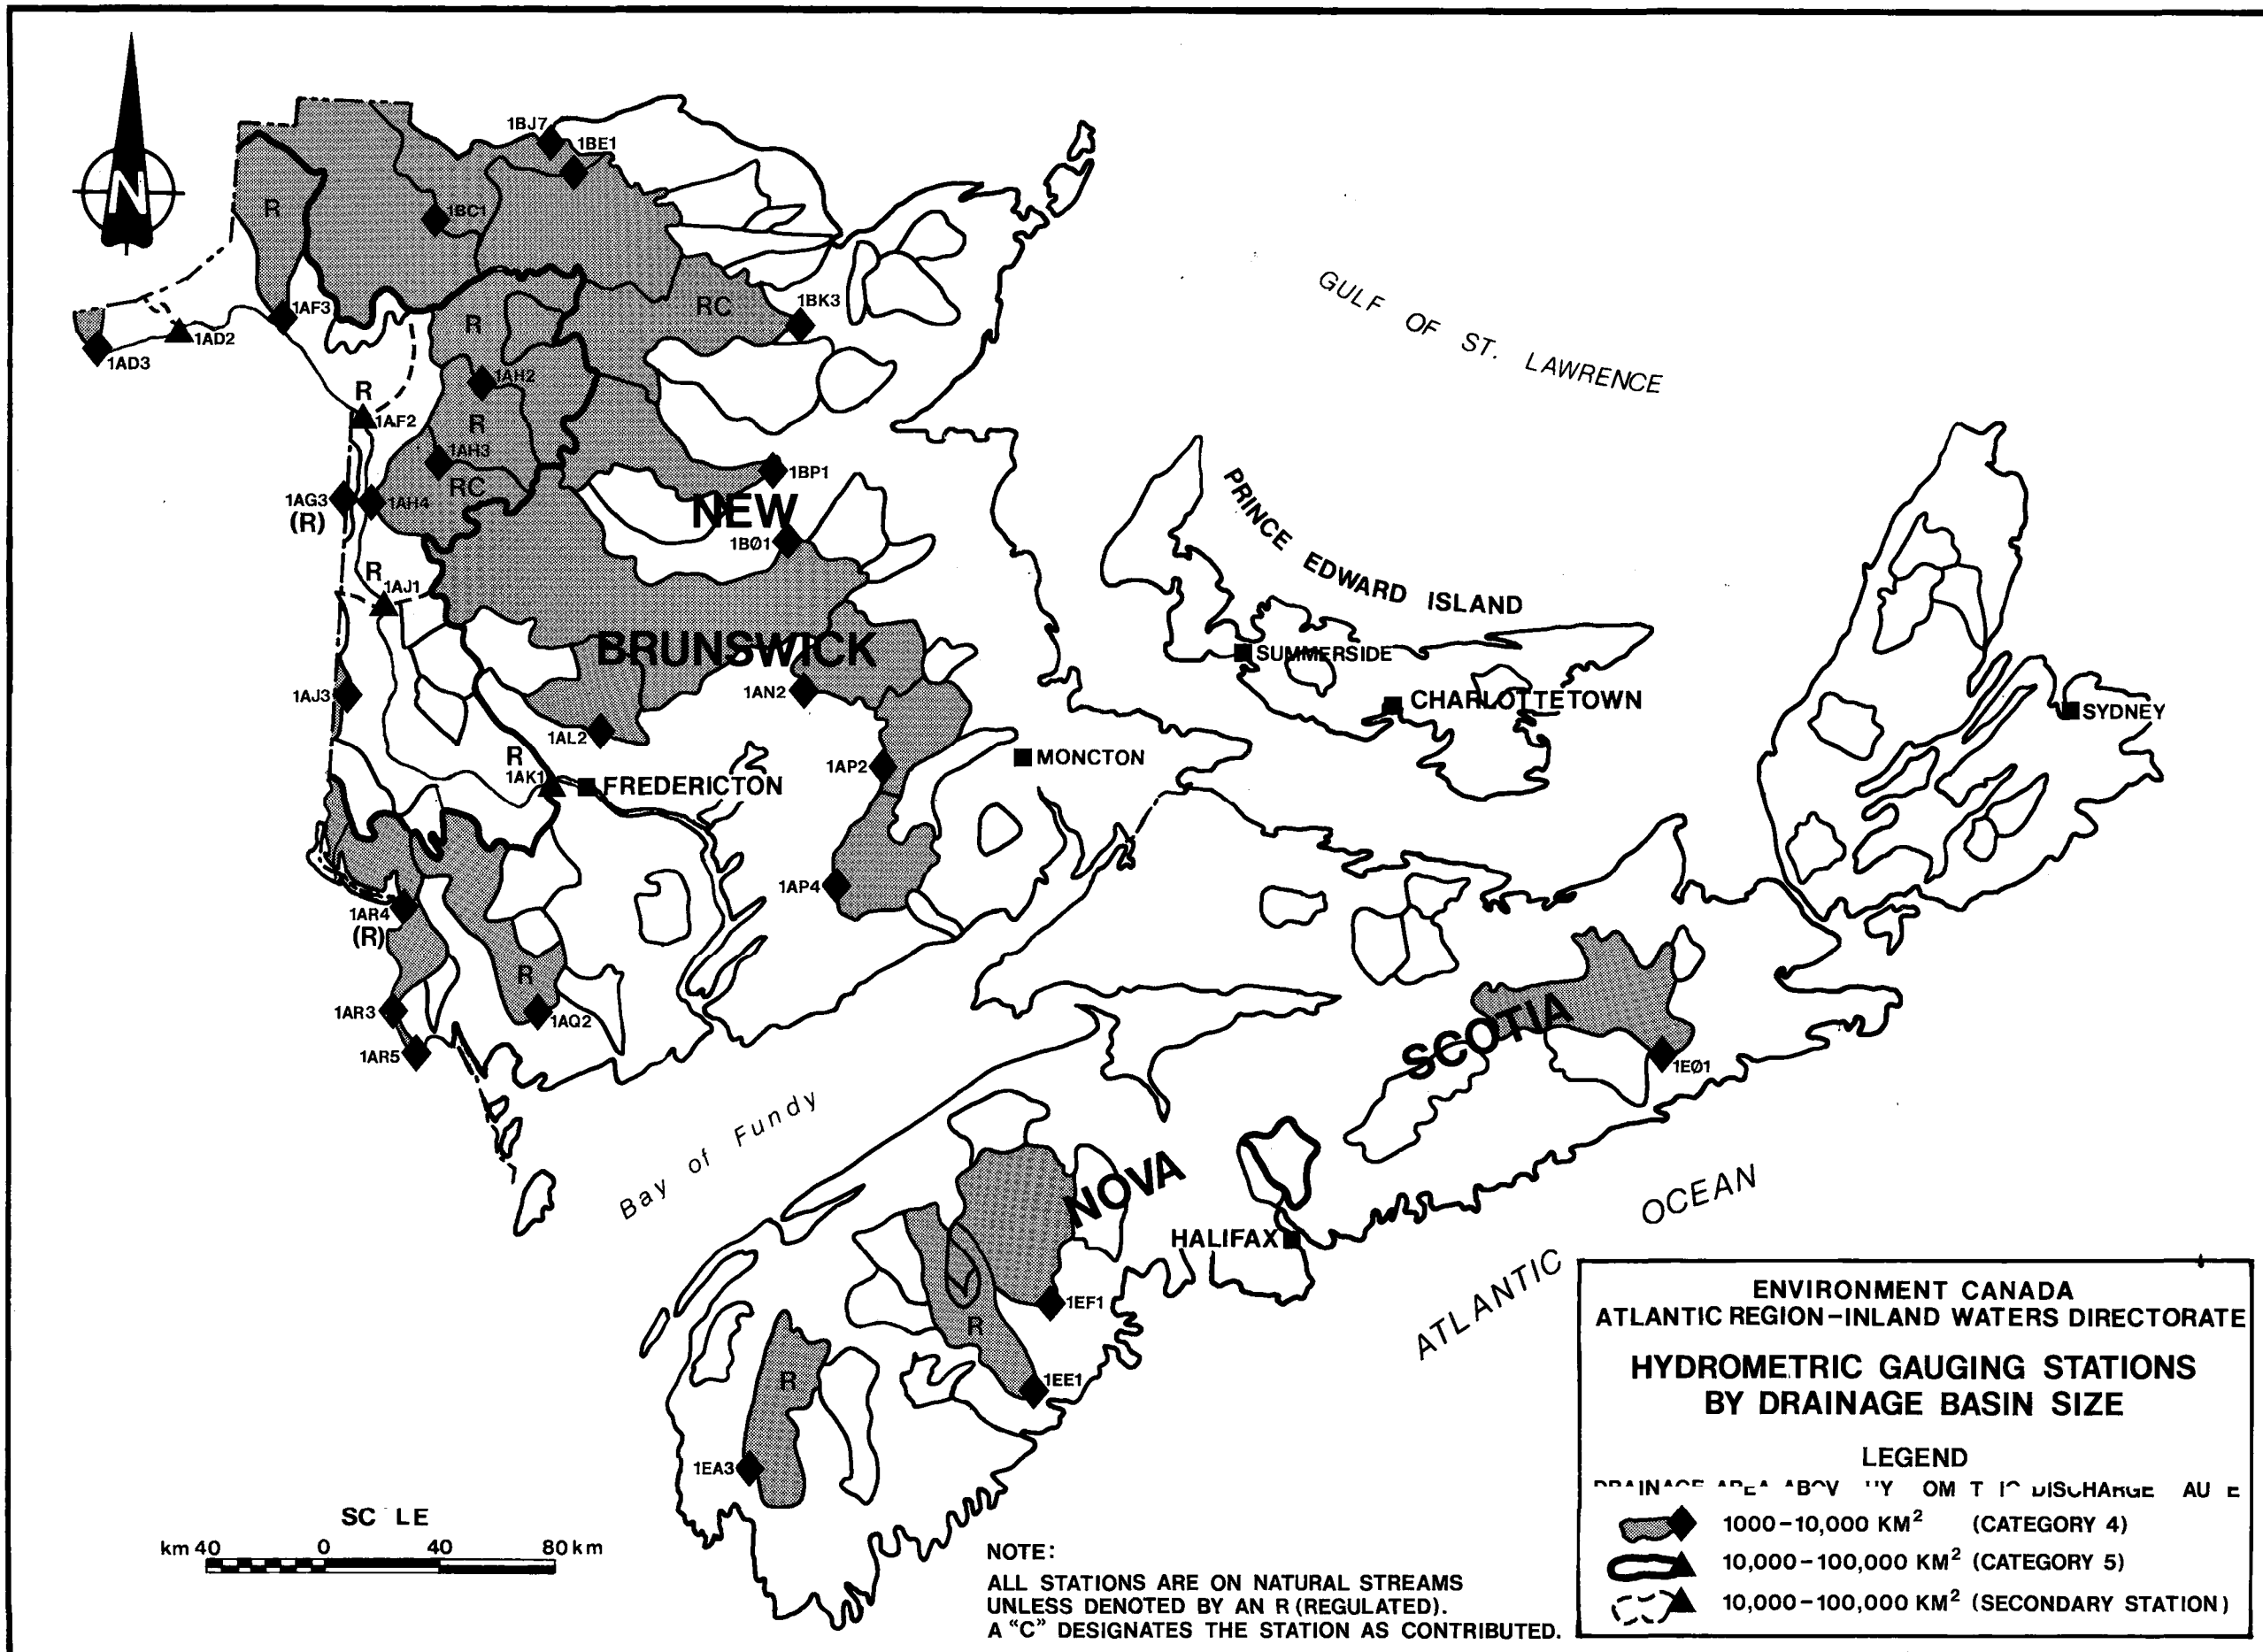 N
1BJ7
1BE1
R
1BC1
1AF3
1AD2
1AD3
RC
1BK3
R
1AH2
R
1AF2
R
1AH3
RC
1AG3
(R)
1AH4
1BP1
NEW
1BØ1
R
1AJ1
BRUNSWICK
1AJ3
1AN2
1AL2
R
1AK1
FREDERICTON
1AP2
MONCTON
1AP4
1AR4
(R)
R
1AR3
1AQ2
1AR5
GULF OF ST. LAWRENCE
PRINCE EDWARD ISLAND
SUMMERSIDE
CHARLOTTETOWN
SYDNEY
SCOTIA
1EØ1
Bay of Fundy
NOVA
HALIFAX
ATLANTIC OCEAN
1EF1
R
1EE1
R
1EA3
SC LE
km 40 0 40 80 km
NOTE:
ALL STATIONS ARE ON NATURAL STREAMS
UNLESS DENOTED BY AN R (REGULATED).
A "C" DESIGNATES THE STATION AS CONTRIBUTED.
ENVIRONMENT CANADA
ATLANTIC REGION-INLAND WATERS DIRECTORATE
HYDROMETRIC GAUGING STATIONS
BY DRAINAGE BASIN SIZE
LEGEND
DRAINAGE AREA DISCHARGE
1000-10,000 KM² (CATEGORY 4)
10,000-100,000 KM² (CATEGORY 5)
10,000-100,000 KM² (SECONDARY STATION)